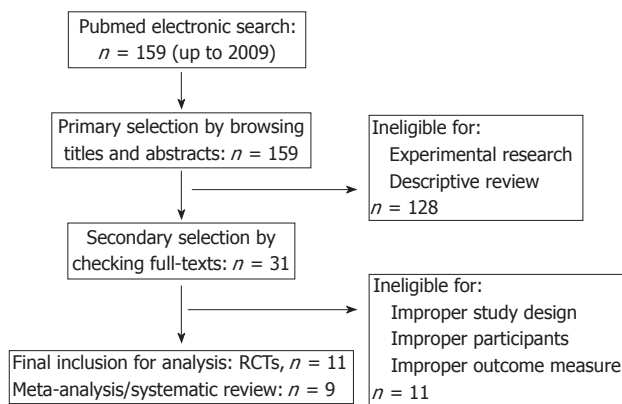 Pubmed electronic search:
n = 159 (up to 2009)
Primary selection by browsing
titles and abstracts: n = 159
Ineligible for:
Experimental research
Descriptive review
n = 128
Secondary selection by
checking full-texts: n = 31
Ineligible for:
Improper study design
Improper participants
Improper outcome measure
n = 11
Final inclusion for analysis: RCTs, n = 11
Meta-analysis/systematic review: n = 9